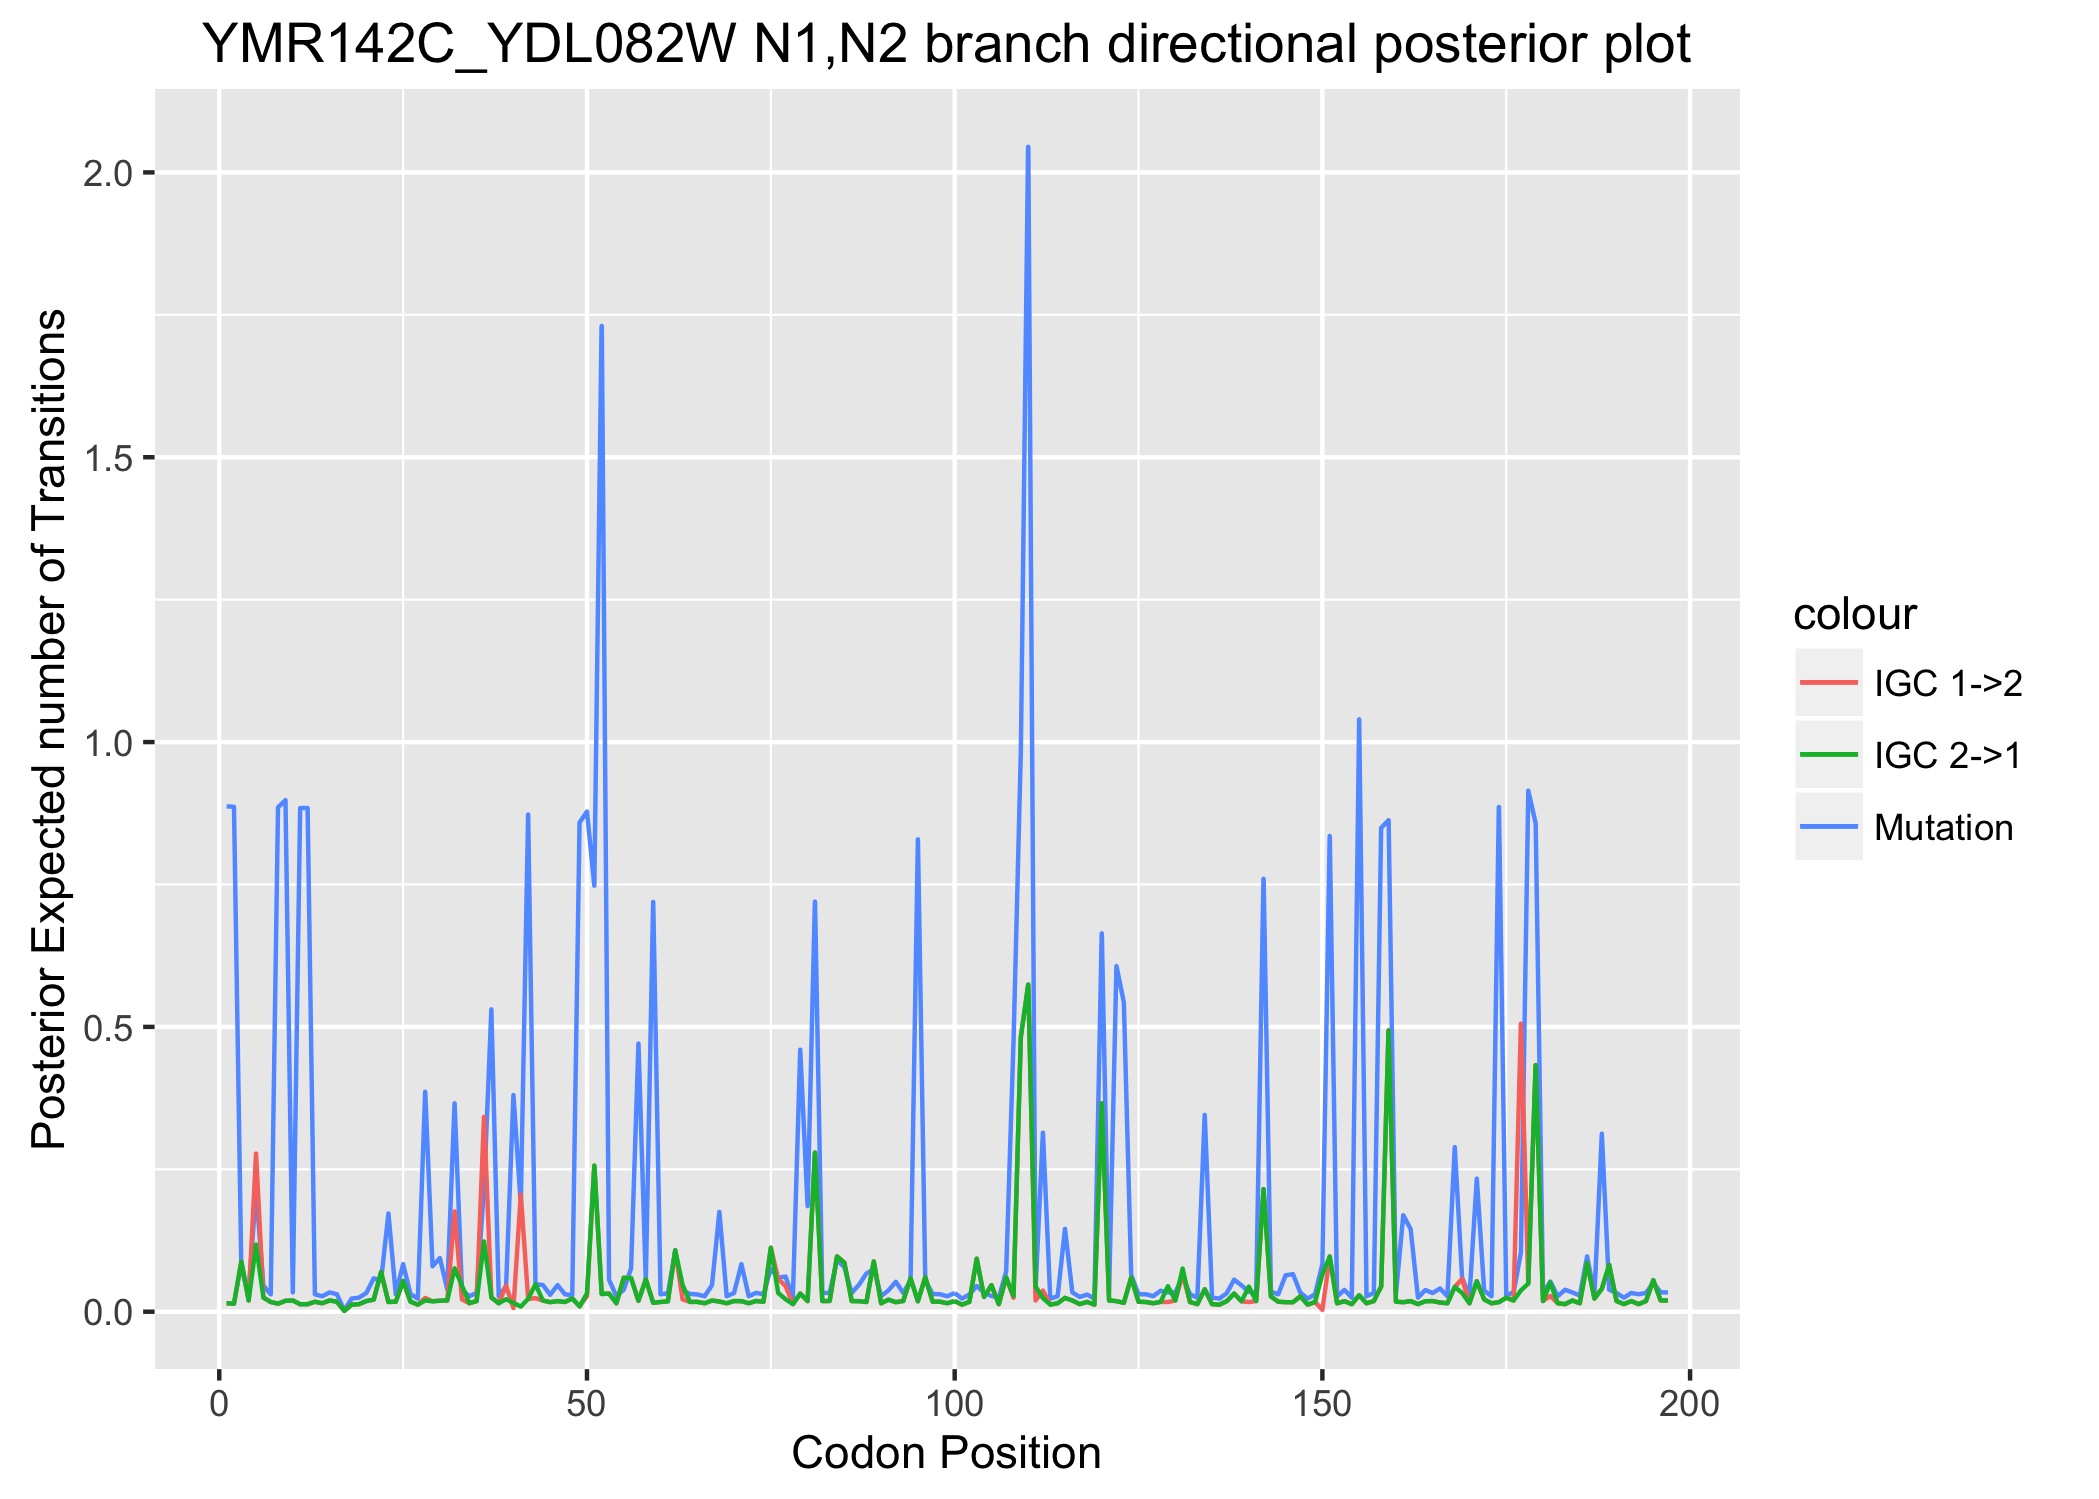 YMR142C_YDL082W N1,N2 branch directional posterior plot
Posterior Expected number of Transitions
2.0
1.5
1.0
0.5
0.0
0 50 100 150 200
Codon Position
colour
IGC 1->2
IGC 2->1
Mutation